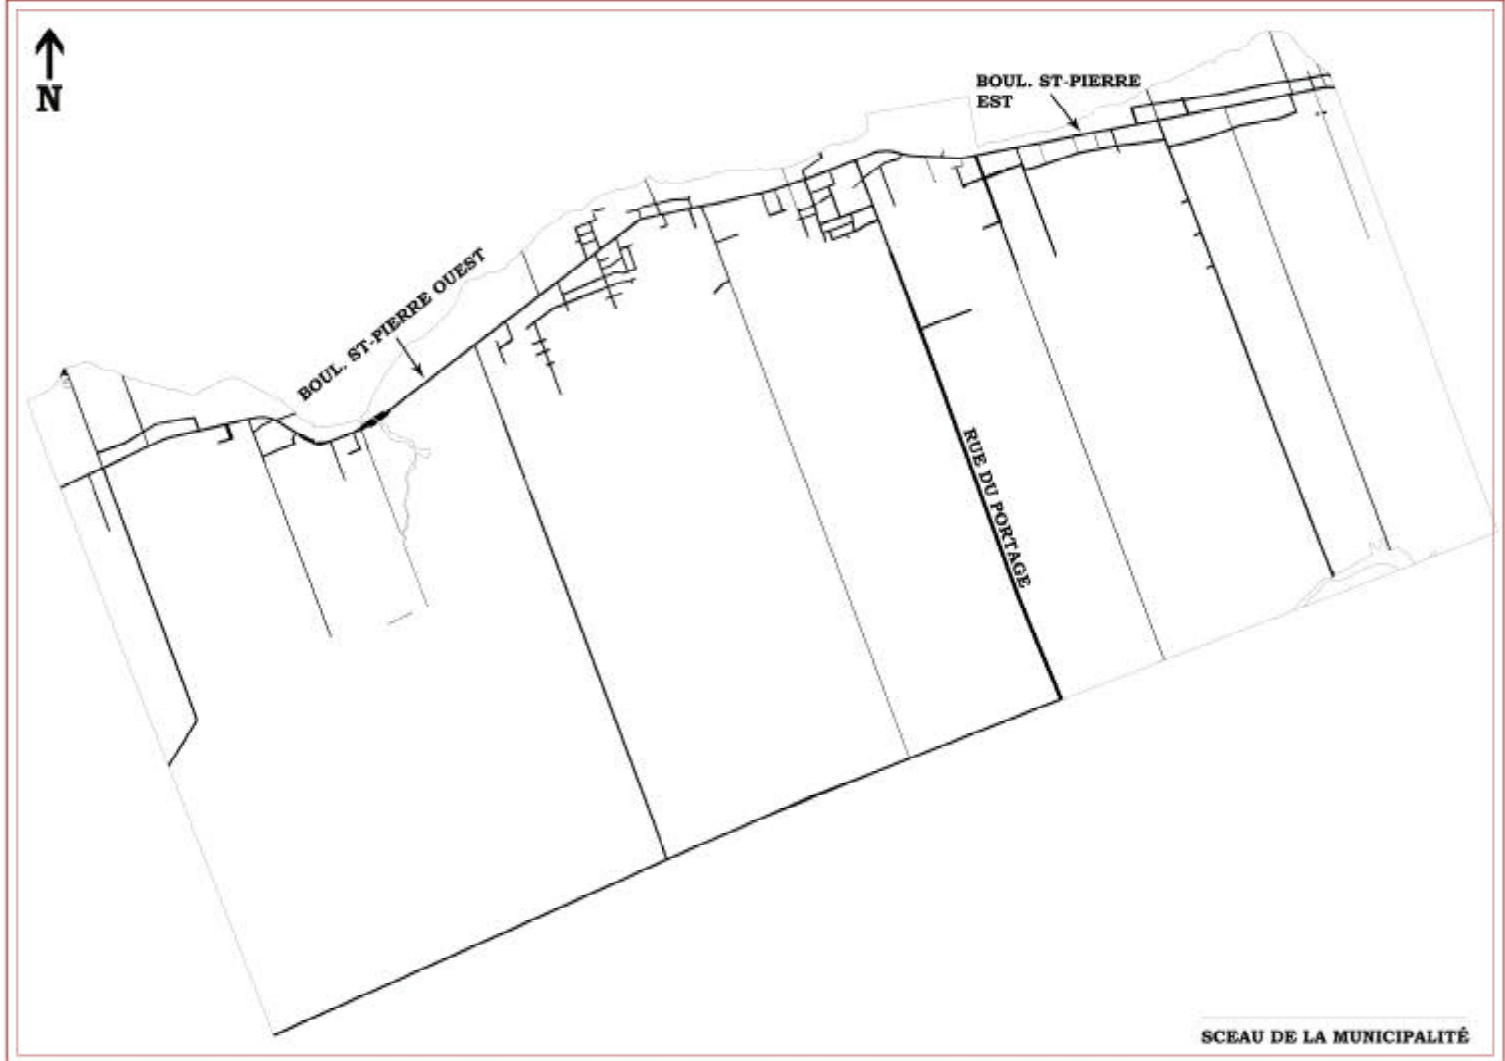 N
BOUL. ST-PIERRE
EST
BOUL. ST-PIERRE OUEST
RUE DU PORTAGE
SCEAU DE LA MUNICIPALITÉ